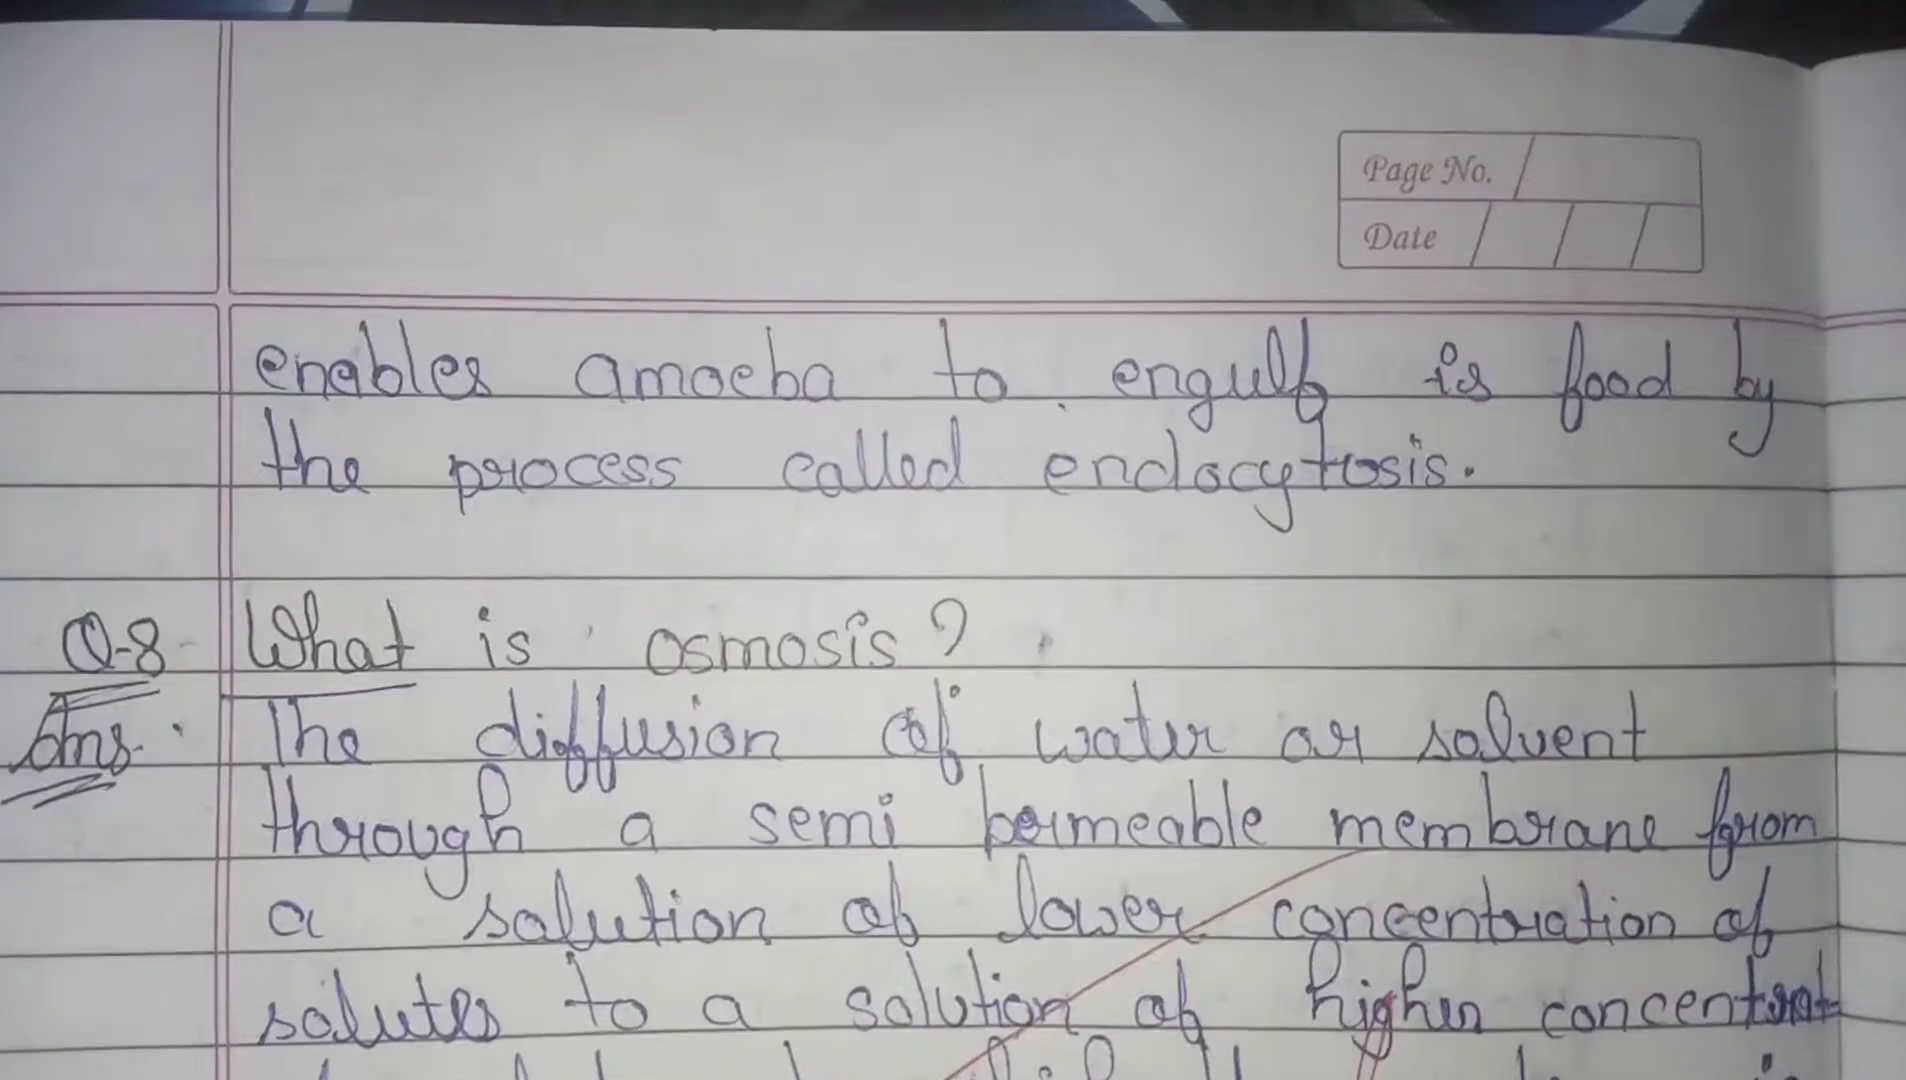 Page No.
Date
enables amoeba to engulf is food by
the process called endocytosis.
Q-8 What is osmosis?
Ans. The diffusion of water or solvent
through a semi permeable membrane from
a solution of lower concentration of
solutes to a solution of higher concentrat